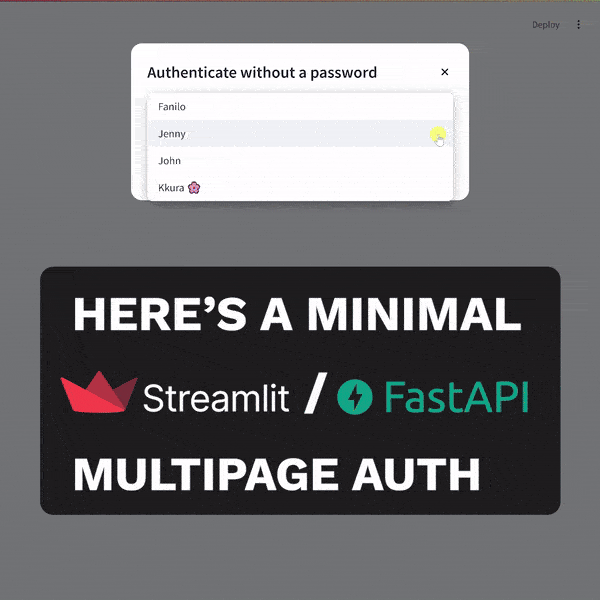 Deploy
Authenticate without a password
Fanilo
Jenny
John
Kkura 🌸
HERE’S A MINIMAL
Streamlit / FastAPI
MULTIPAGE AUTH